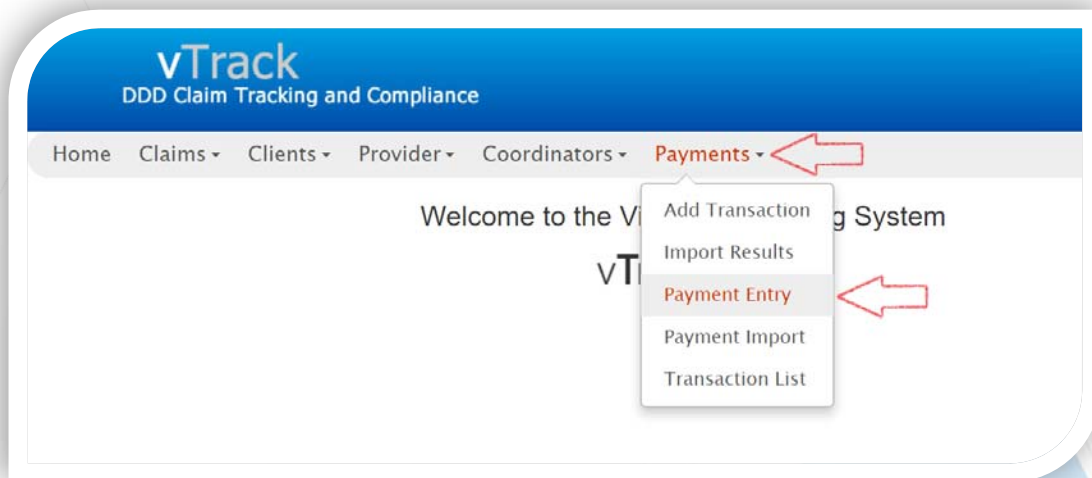 vTrack
DDD Claim Tracking and Compliance
Home Claims Clients Provider Coordinators Payments
Add Transaction
Welcome to the Vi g System
Import Results
vT
Payment Entry
Payment Import
Transaction List